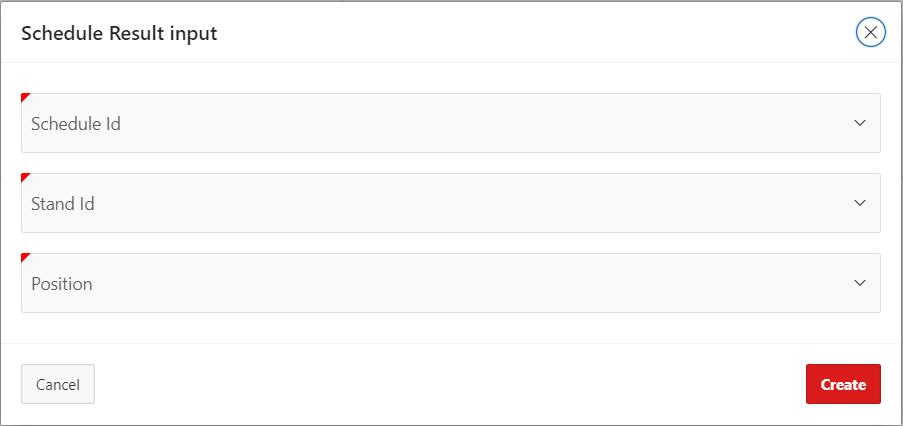 Schedule Result input
Schedule Id
Stand Id
Position
Cancel
Create